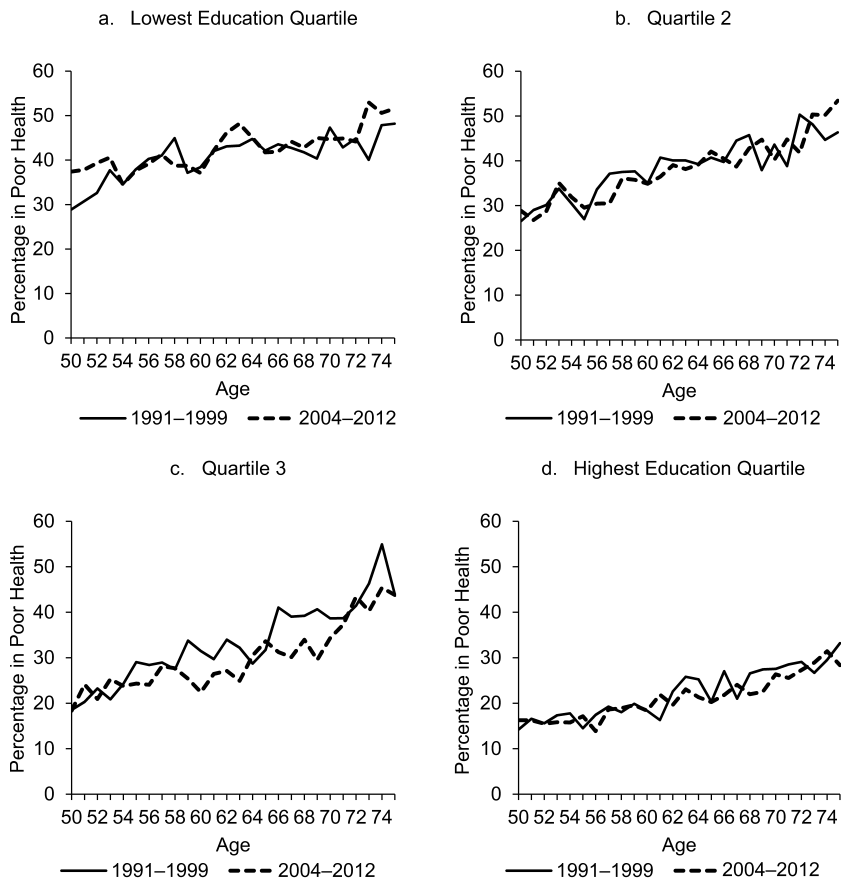 a. Lowest Education Quartile
Percentage in Poor Health
60
50
40
30
20
10
0
50 52 54 56 58 60 62 64 66 68 70 72 74
Age
1991–1999 2004–2012
b. Quartile 2
Percentage in Poor Health
60
50
40
30
20
10
0
50 52 54 56 58 60 62 64 66 68 70 72 74
Age
1991–1999 2004–2012
c. Quartile 3
Percentage in Poor Health
60
50
40
30
20
10
0
50 52 54 56 58 60 62 64 66 68 70 72 74
Age
1991–1999 2004–2012
d. Highest Education Quartile
Percentage in Poor Health
60
50
40
30
20
10
0
50 52 54 56 58 60 62 64 66 68 70 72 74
Age
1991–1999 2004–2012